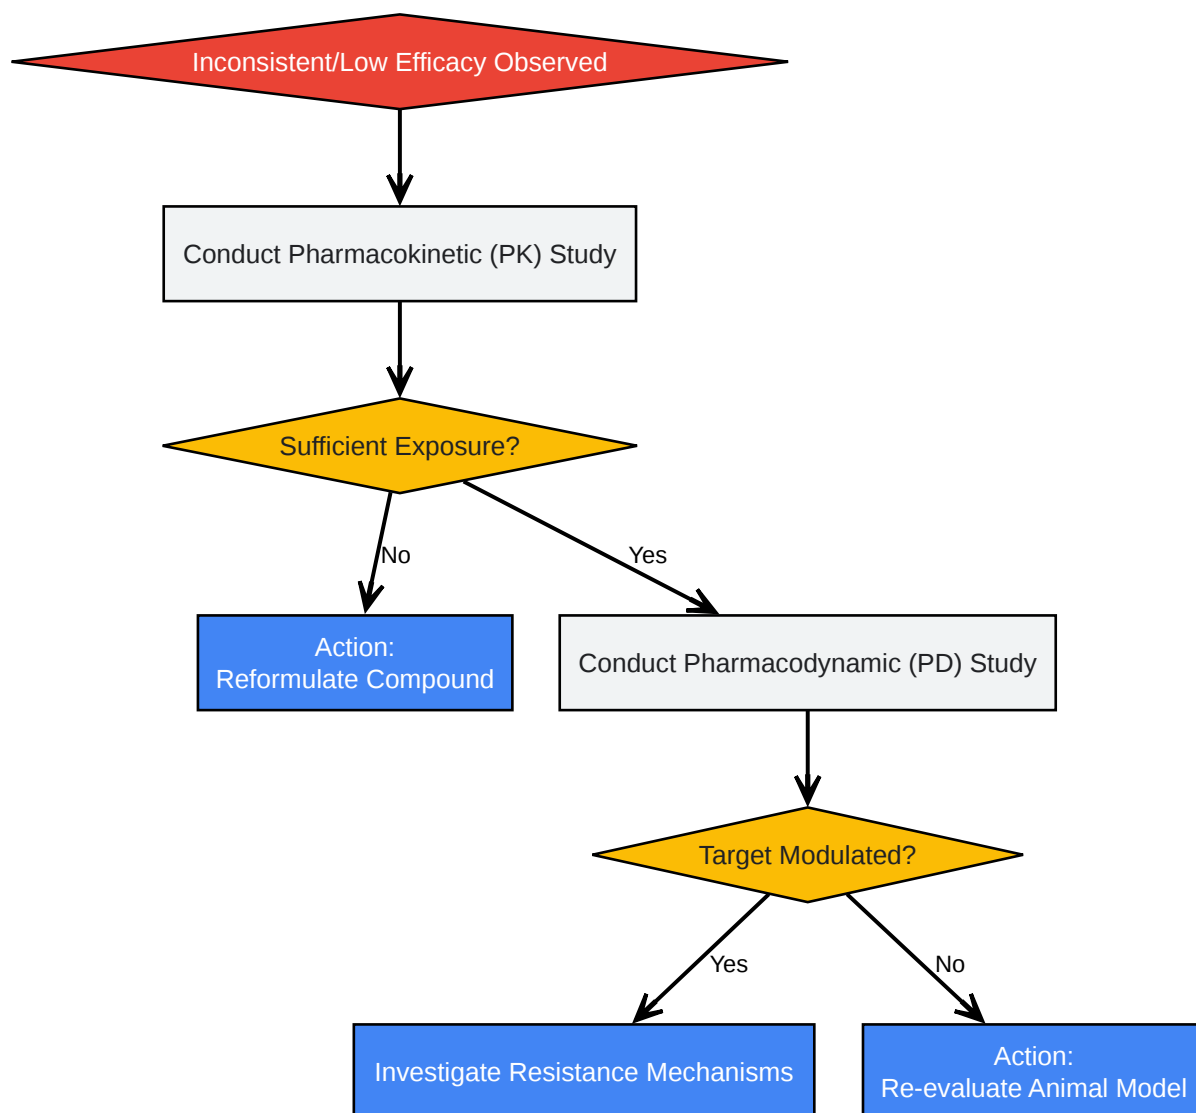 Inconsistent/Low Efficacy Observed
Conduct Pharmacokinetic (PK) Study
Sufficient Exposure?
No
Yes
Action:
Reformulate Compound
Conduct Pharmacodynamic (PD) Study
Target Modulated?
Yes
No
Investigate Resistance Mechanisms
Action:
Re-evaluate Animal Model